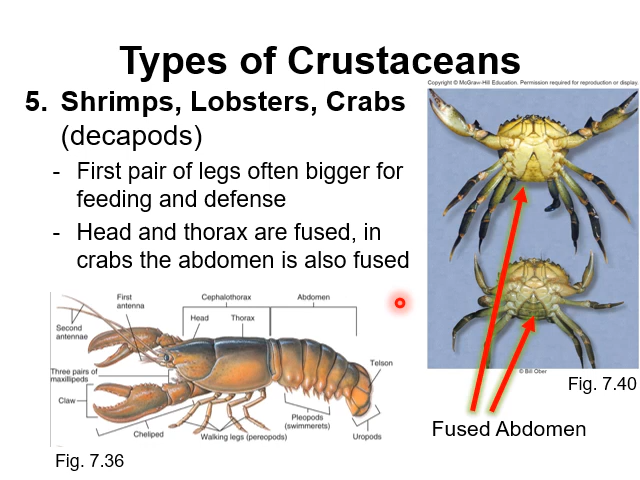 Types of Crustaceans
Copyright © McGraw-Hill Education. Permission required for reproduction or display.
5. Shrimps, Lobsters, Crabs
(decapods)
- First pair of legs often bigger for
feeding and defense
- Head and thorax are fused, in
crabs the abdomen is also fused
First
antenna
Cephalothorax
Abdomen
Second
antennae
Head
Thorax
Three pairs of
maxillipeds
Telson
Claw
Cheliped
Walking legs (pereopods)
Pleopods
(swimmerets)
Uropods
© Bill Ober
Fig. 7.40
Fused Abdomen
Fig. 7.36